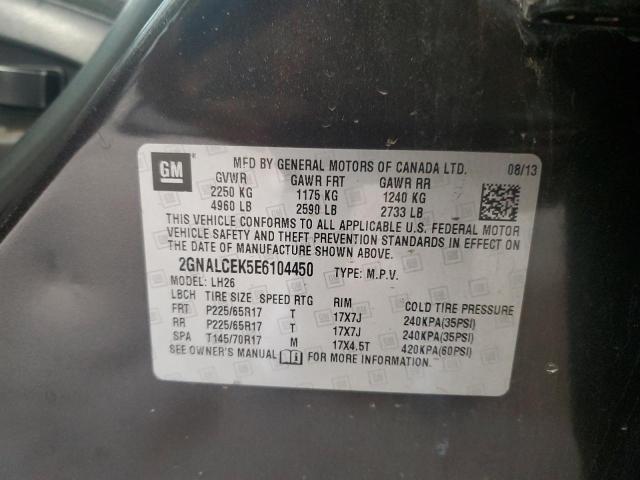 GM
MFD BY GENERAL MOTORS OF CANADA LTD. 08/13
GVWR GAWR FRT GAWR RR
2250 KG 1175 KG 1240 KG
4960 LB 2590 LB 2733 LB
THIS VEHICLE CONFORMS TO ALL APPLICABLE U.S. FEDERAL MOTOR
VEHICLE SAFETY AND THEFT PREVENTION STANDARDS IN EFFECT ON
THE DATE OF MANUFACTURE SHOWN ABOVE.
2GNALCEK5E6104450 TYPE: M.P.V.
MODEL: LH26
LBCH TIRE SIZE SPEED RTG RIM COLD TIRE PRESSURE
FRT P225/65R17 T 17X7J 240KPA(35PSI)
RR P225/65R17 T 17X7J 240KPA(35PSI)
SPA T145/70R17 M 17X4.5T 420KPA(60PSI)
SEE OWNER'S MANUAL FOR MORE INFORMATION.